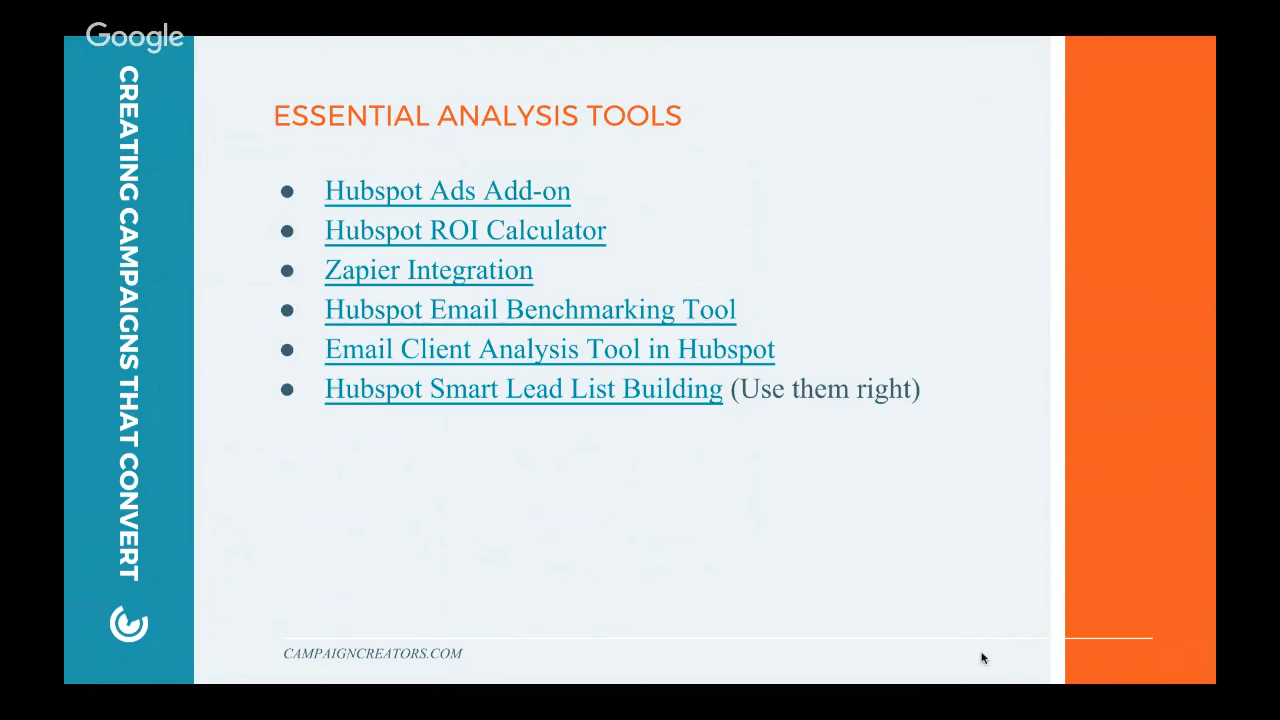 Google
CREATING CAMPAIGNS THAT CONVERT
ESSENTIAL ANALYSIS TOOLS
● Hubspot Ads Add-on
● Hubspot ROI Calculator
● Zapier Integration
● Hubspot Email Benchmarking Tool
● Email Client Analysis Tool in Hubspot
● Hubspot Smart Lead List Building (Use them right)
CAMPAIGNCREATORS.COM